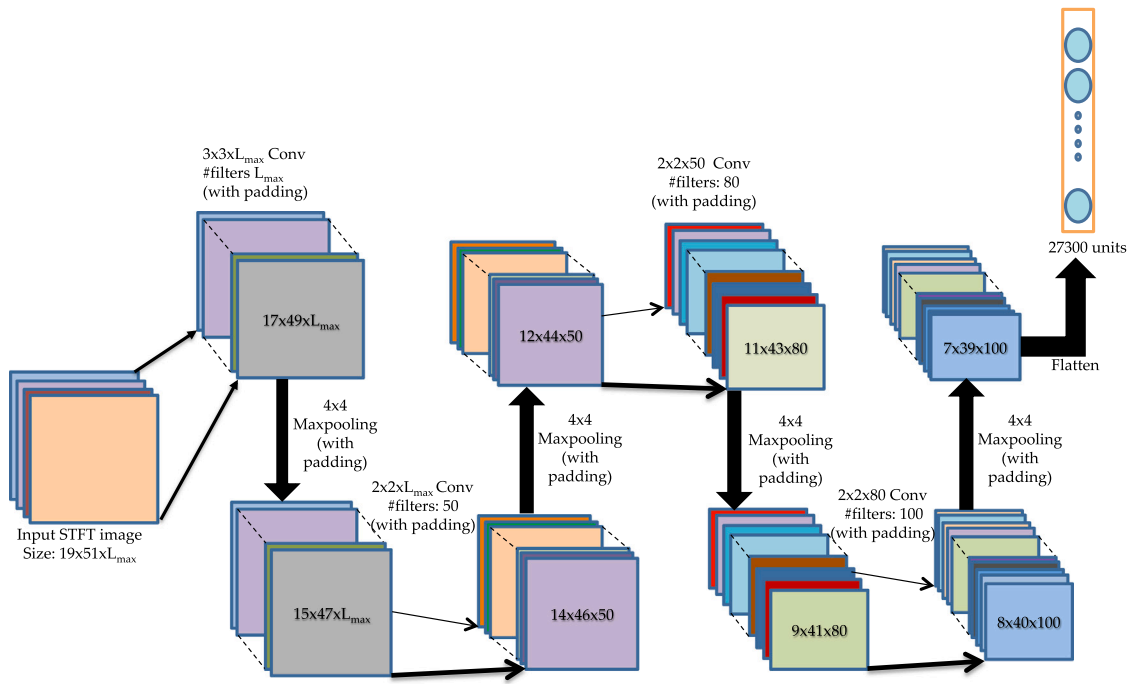 Input STFT image
Size: 19x51xLmax
3x3xLmax Conv
#filters Lmax
(with padding)
17x49xLmax
4x4
Maxpooling
(with
padding)
15x47xLmax
2x2xLmax Conv
#filters: 50
(with padding)
14x46x50
4x4
Maxpooling
(with
padding)
12x44x50
2x2x50 Conv
#filters: 80
(with padding)
11x43x80
4x4
Maxpooling
(with
padding)
9x41x80
2x2x80 Conv
#filters: 100
(with padding)
8x40x100
4x4
Maxpooling
(with
padding)
7x39x100
Flatten
27300 units